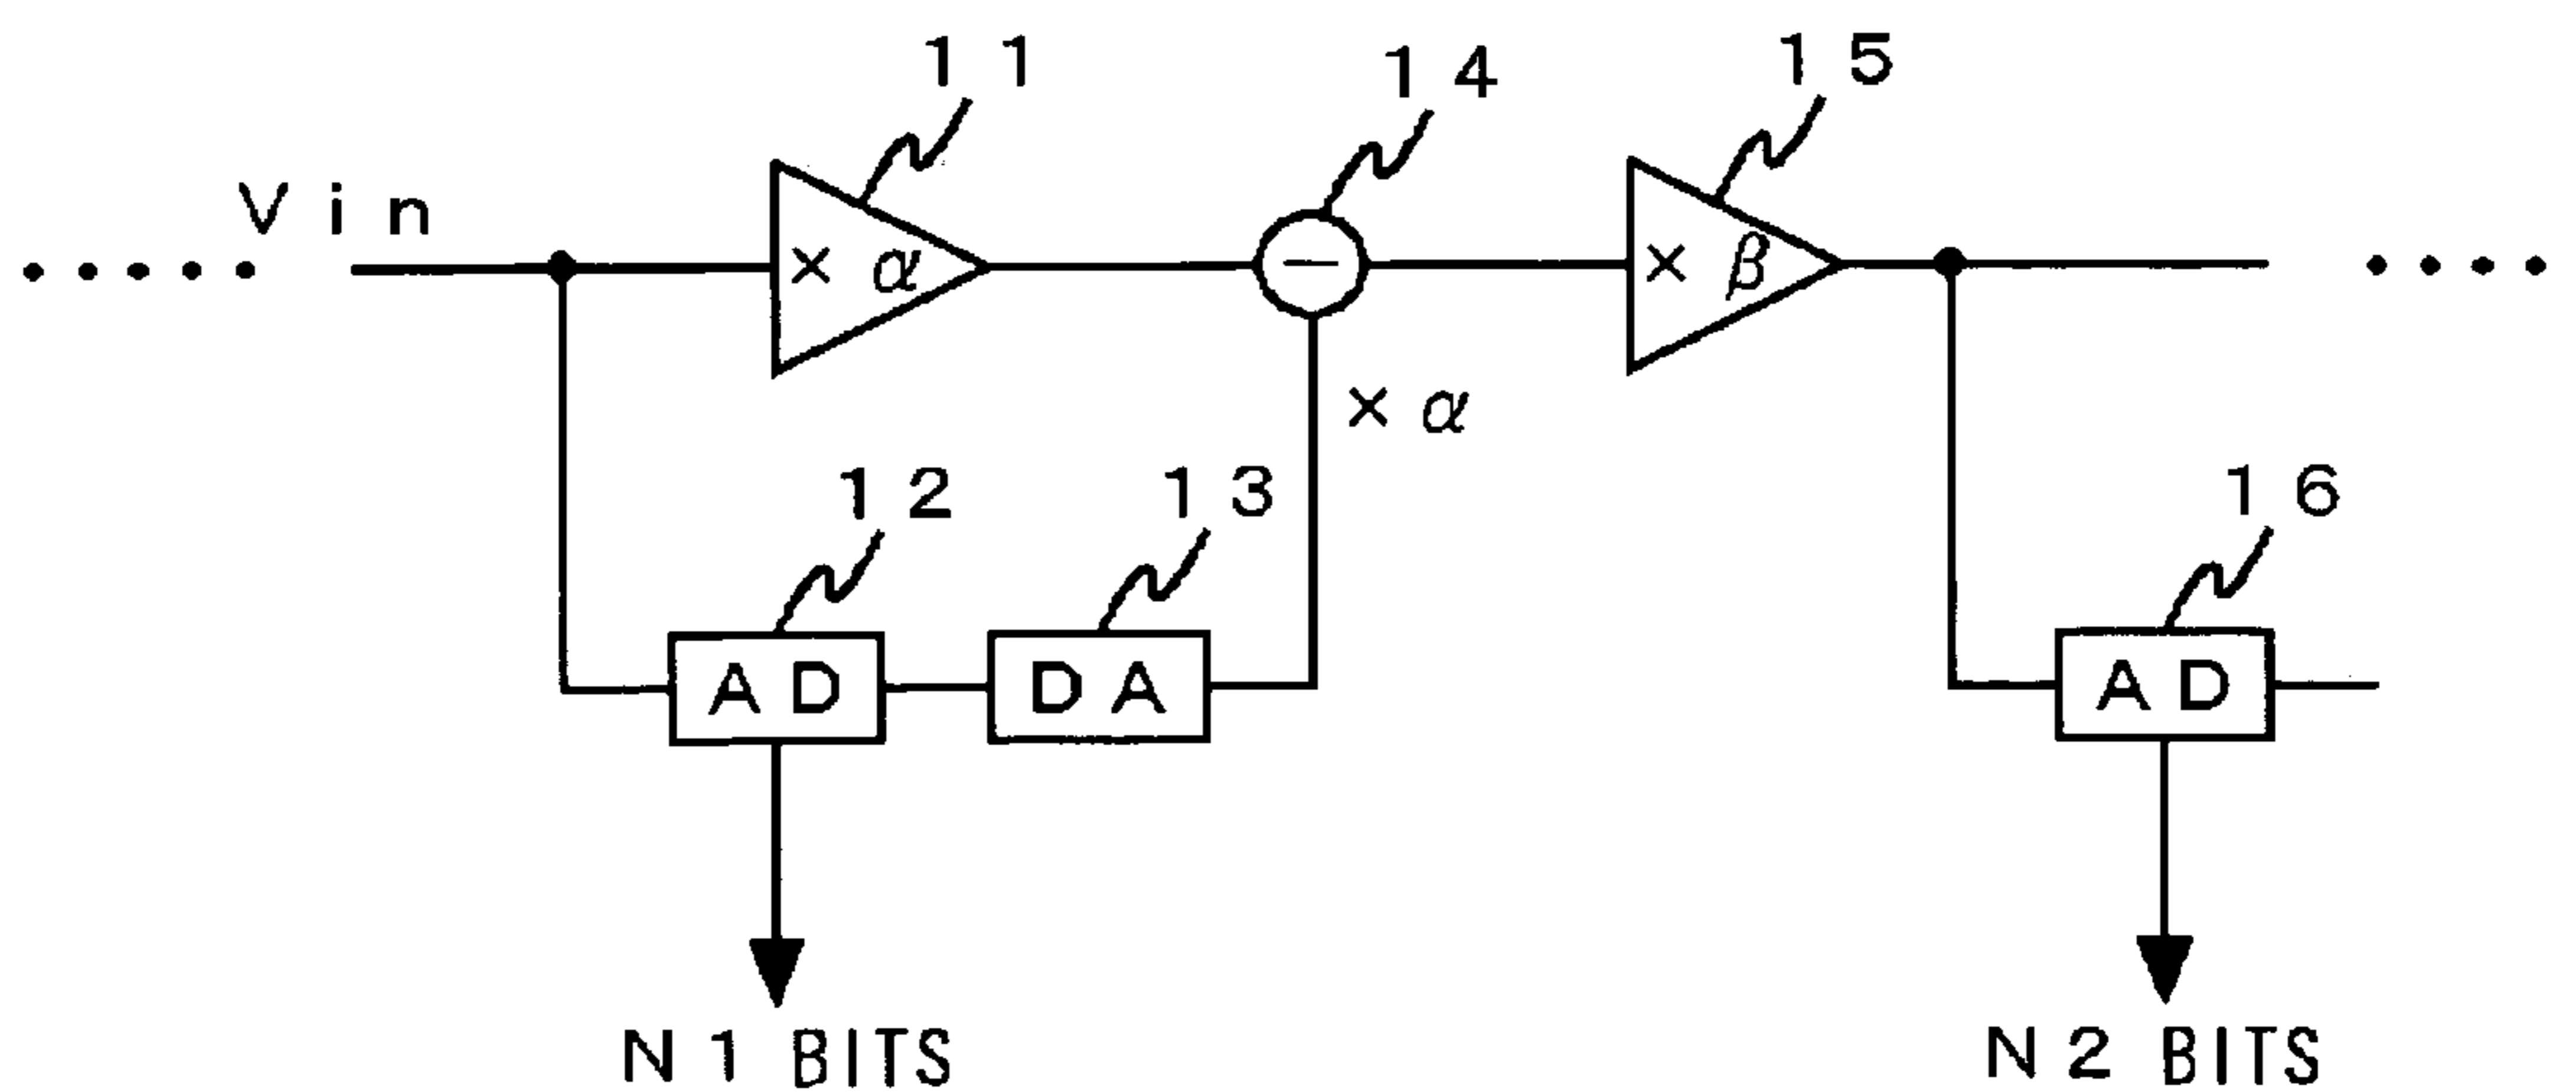 11
14
15
Vin
× α
−
× β
× α
12
13
16
AD
DA
AD
N1 BITS
N2 BITS